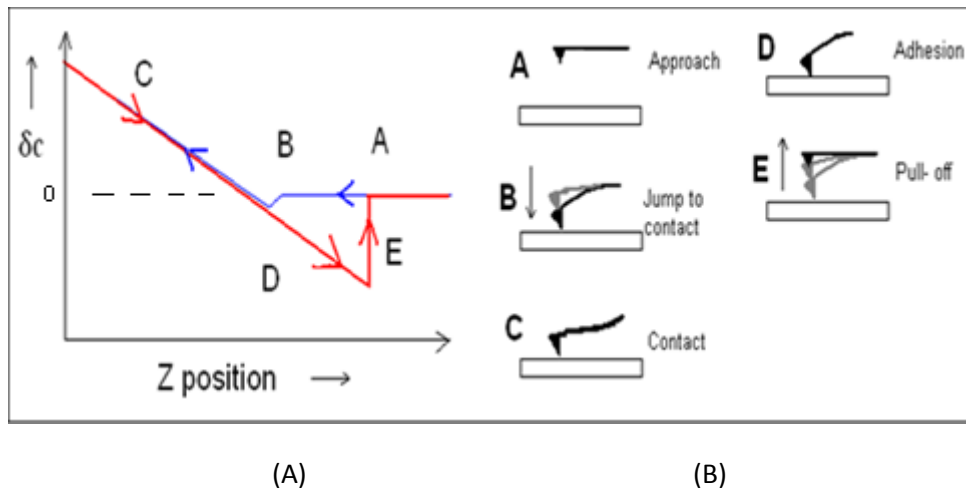 C
δc
B
A
0
D
E
Z position
A
Approach
B
Jump to
contact
C
Contact
D
Adhesion
E
Pull- off
(A)
(B)